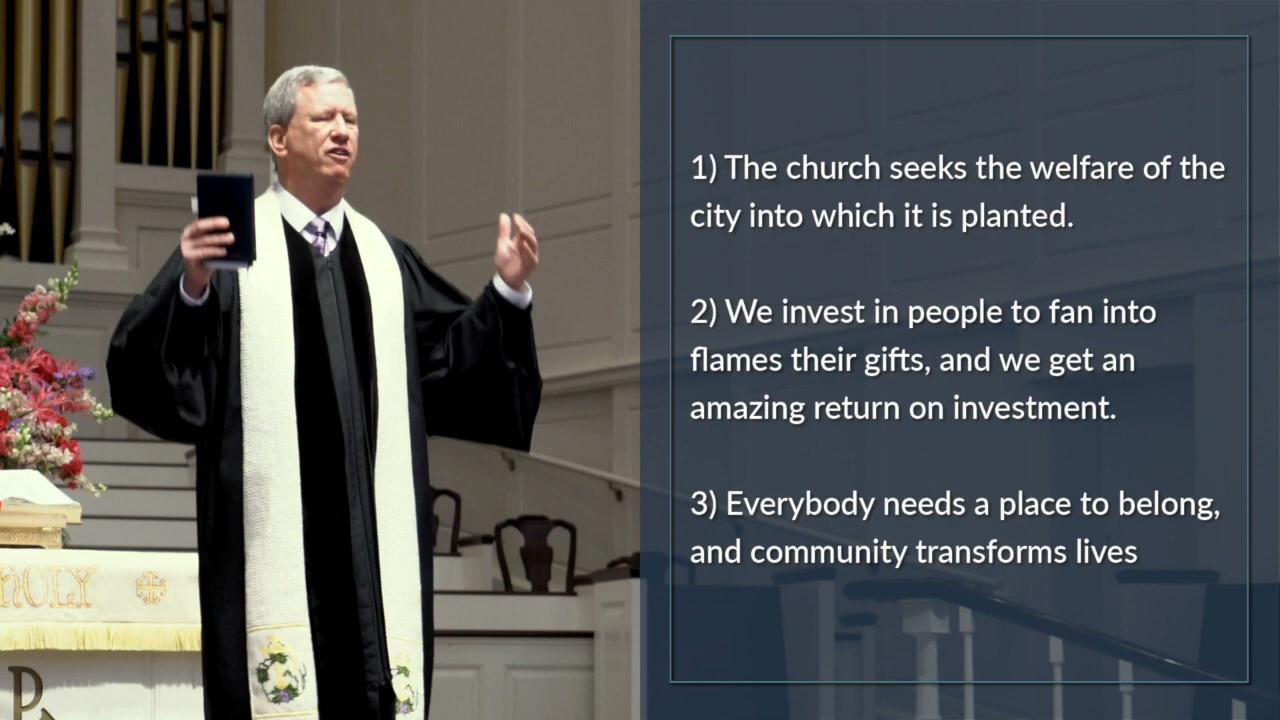 1) The church seeks the welfare of the
city into which it is planted.
2) We invest in people to fan into
flames their gifts, and we get an
amazing return on investment.
3) Everybody needs a place to belong,
and community transforms lives
HOLY